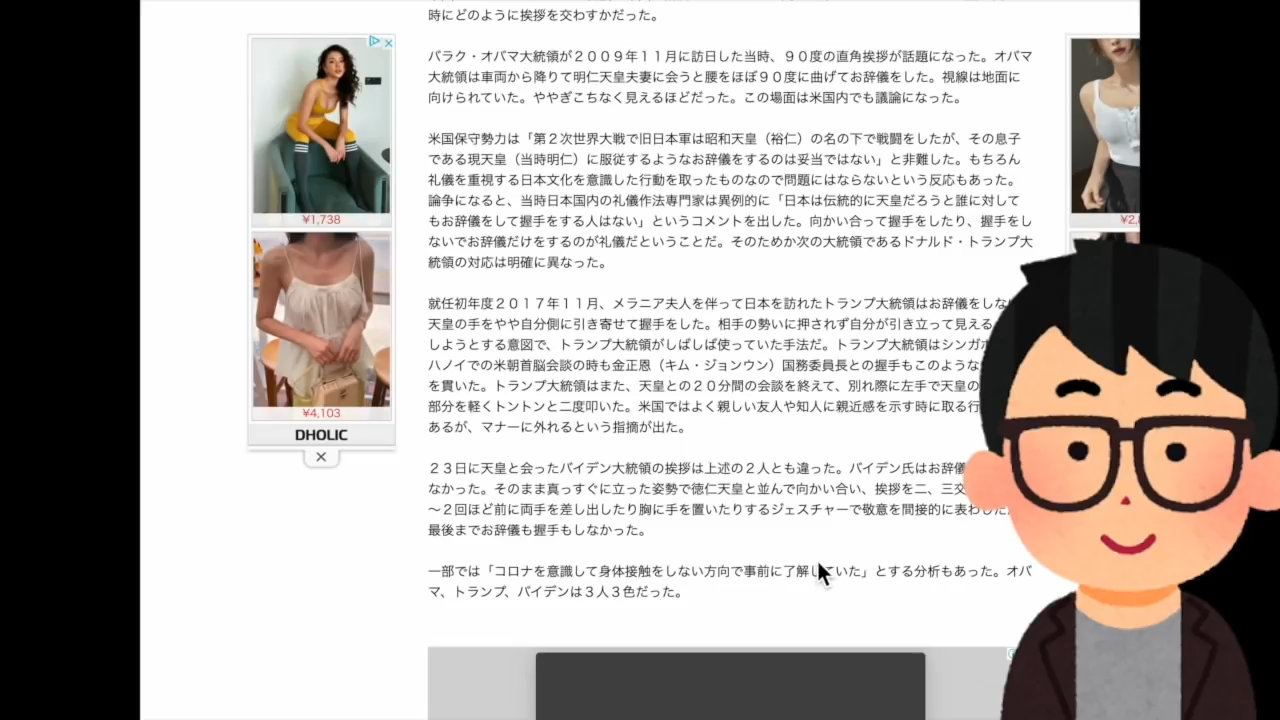 時にどのように挨拶を交わすかだった。
バラク・オバマ大統領が２００９年１１月に訪日した当時、９０度の直角挨拶が話題になった。オバマ
大統領は車両から降りて明仁天皇夫妻に会うと腰をほぼ９０度に曲げてお辞儀をした。視線は地面に
向けられていた。ややぎこちなく見えるほどだった。この場面は米国内でも議論になった。
米国保守勢力は「第２次世界大戦で旧日本軍は昭和天皇（裕仁）の名の下で戦闘をしたが、その息子
である現天皇（当時明仁）に服従するようなお辞儀をするのは妥当ではない」と非難した。もちろん
礼儀を重視する日本文化を意識した行動を取ったものなので問題にはならないという反応もあった。
論争になると、当時日本国内の礼儀作法専門家は異例的に「日本は伝統的に天皇だろうと誰に対して
もお辞儀をして握手をする人はない」というコメントを出した。向かい合って握手をしたり、握手をし
ないでお辞儀だけをするのが礼儀だということだ。そのためか次の大統領であるドナルド・トランプ大
統領の対応は明確に異なった。
就任初年度２０１７年１１月、メラニア夫人を伴って日本を訪れたトランプ大統領はお辞儀をしな
天皇の手をやや自分側に引き寄せて握手をした。相手の勢いに押されず自分が引き立って見える
しようとする意図で、トランプ大統領がしばしば使っていた手法だ。トランプ大統領はシンガポ
ハノイでの米朝首脳会談の時も金正恩（キム・ジョンウン）国務委員長との握手もこのような
を貫いた。トランプ大統領はまた、天皇との２０分間の会談を終えて、別れ際に左手で天皇の
部分を軽くトントンと二度叩いた。米国ではよく親しい友人や知人に親近感を示す時に取る行
あるが、マナーに外れるという指摘が出た。
２３日に天皇と会ったバイデン大統領の挨拶は上述の２人とも違った。バイデン氏はお辞儀
なかった。そのまま真っすぐに立った姿勢で徳仁天皇と並んで向かい合い、挨拶を二、三交
〜２回ほど前に両手を差し出したり胸に手を置いたりするジェスチャーで敬意を間接的に表わした
最後までお辞儀も握手もしなかった。
一部では「コロナを意識して身体接触をしない方向で事前に了解していた」とする分析もあった。オバ
マ、トランプ、バイデンは３人３色だった。
¥1,738
¥4,103
DHOLIC
¥2,